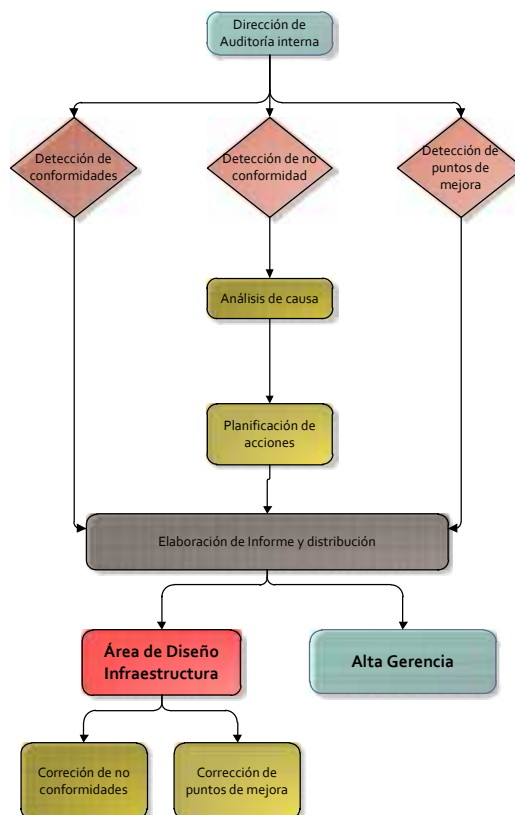 Dirección de
Auditoría interna
Detección de
conformidades
Detección de no
conformidad
Detección de
puntos de
mejora
Análisis de causa
Planificación de
acciones
Elaboración de Informe y distribución
Área de Diseño
Infraestructura
Alta Gerencia
Correción de no
conformidades
Corrección de
puntos de mejora